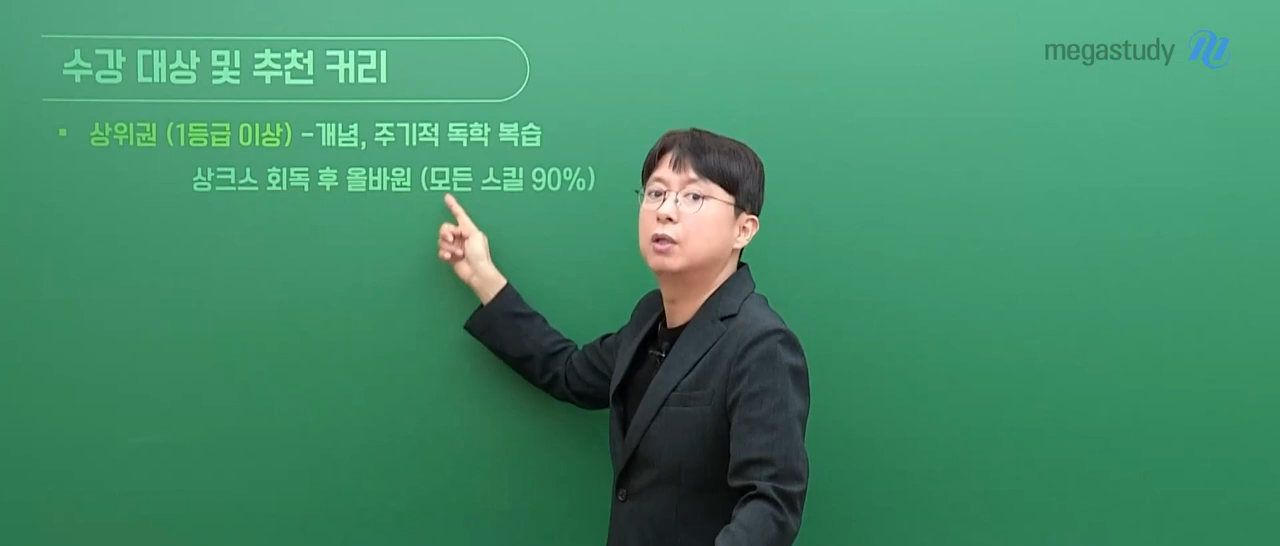 수강 대상 및 추천 커리
megastudy
▪ 상위권 (1등급 이상) -개념, 주기적 독학 복습
상크스 회독 후 올바원 (모든 스킬 90%)